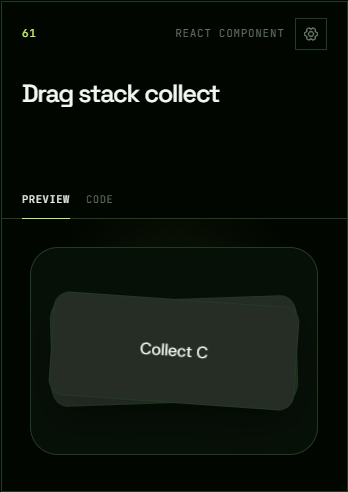 61
REACT COMPONENT
Drag stack collect
PREVIEW CODE
Collect C